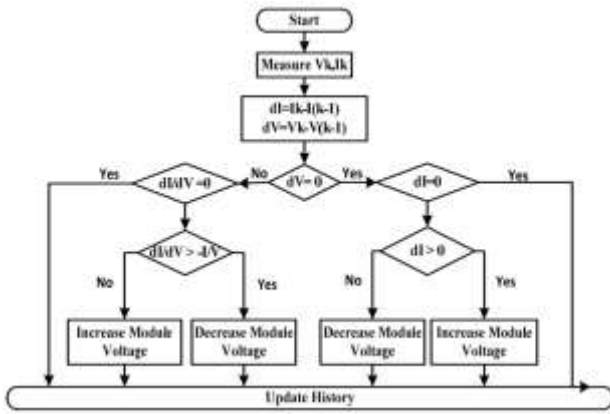 Start
Measure Vk,Ik
dI=Ik-I(k-1)
dV=Vk-V(k-1)
Yes
dI/dV =0
No
dV= 0
Yes
dI=0
Yes
dI/dV > -I/V
dI > 0
No
Yes
No
Yes
Increase Module
Voltage
Decrease Module
Voltage
Decrease Module
Voltage
Increase Module
Voltage
Update History